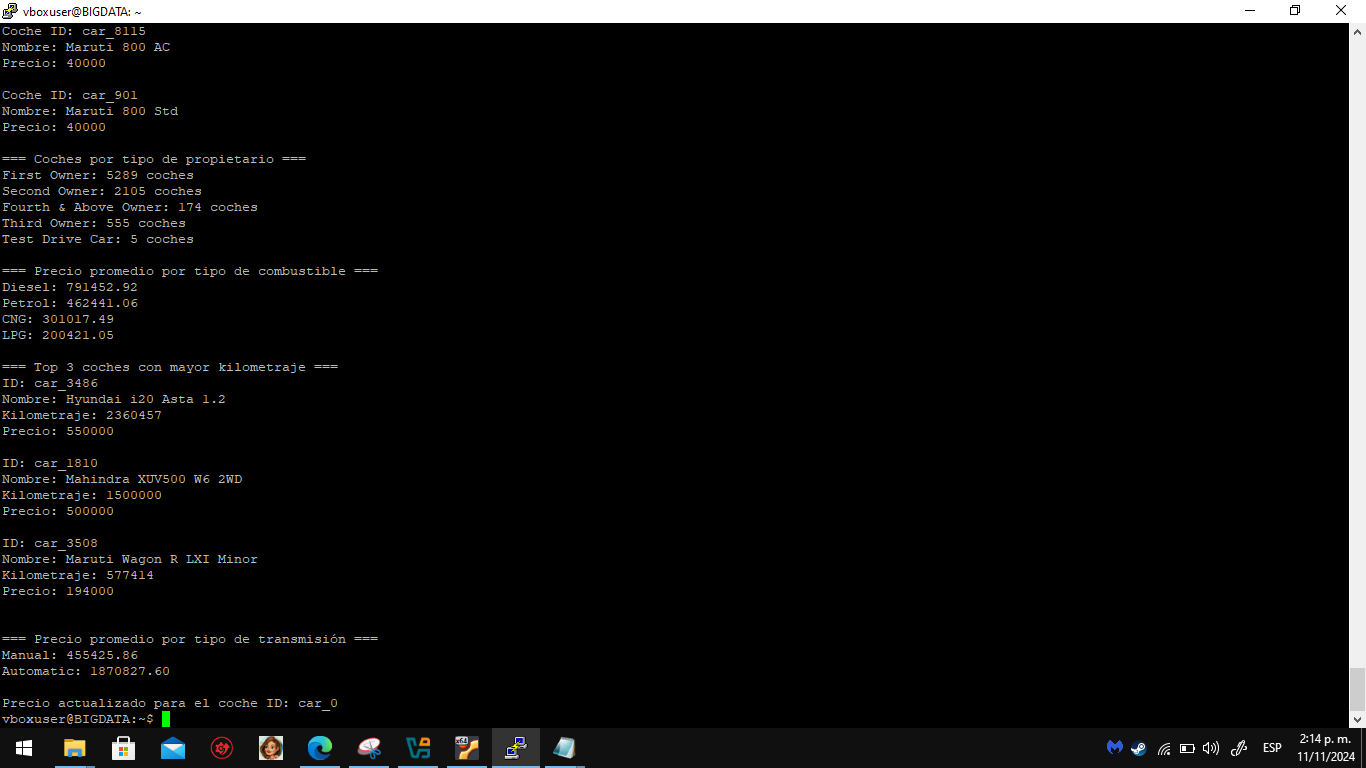 vboxuser@BIGDATA: ~
Coche ID: car_8115
Nombre: Maruti 800 AC
Precio: 40000
Coche ID: car_901
Nombre: Maruti 800 Std
Precio: 40000
=== Coches por tipo de propietario ===
First Owner: 5289 coches
Second Owner: 2105 coches
Fourth & Above Owner: 174 coches
Third Owner: 555 coches
Test Drive Car: 5 coches
=== Precio promedio por tipo de combustible ===
Diesel: 791452.92
Petrol: 462441.06
CNG: 301017.49
LPG: 200421.05
=== Top 3 coches con mayor kilometraje ===
ID: car_3486
Nombre: Hyundai i20 Asta 1.2
Kilometraje: 2360457
Precio: 550000
ID: car_1810
Nombre: Mahindra XUV500 W6 2WD
Kilometraje: 1500000
Precio: 500000
ID: car_3508
Nombre: Maruti Wagon R LXI Minor
Kilometraje: 577414
Precio: 194000
=== Precio promedio por tipo de transmisión ===
Manual: 455425.86
Automatic: 1870827.60
Precio actualizado para el coche ID: car_0
vboxuser@BIGDATA:~$
ESP
2:14 p. m.
11/11/2024